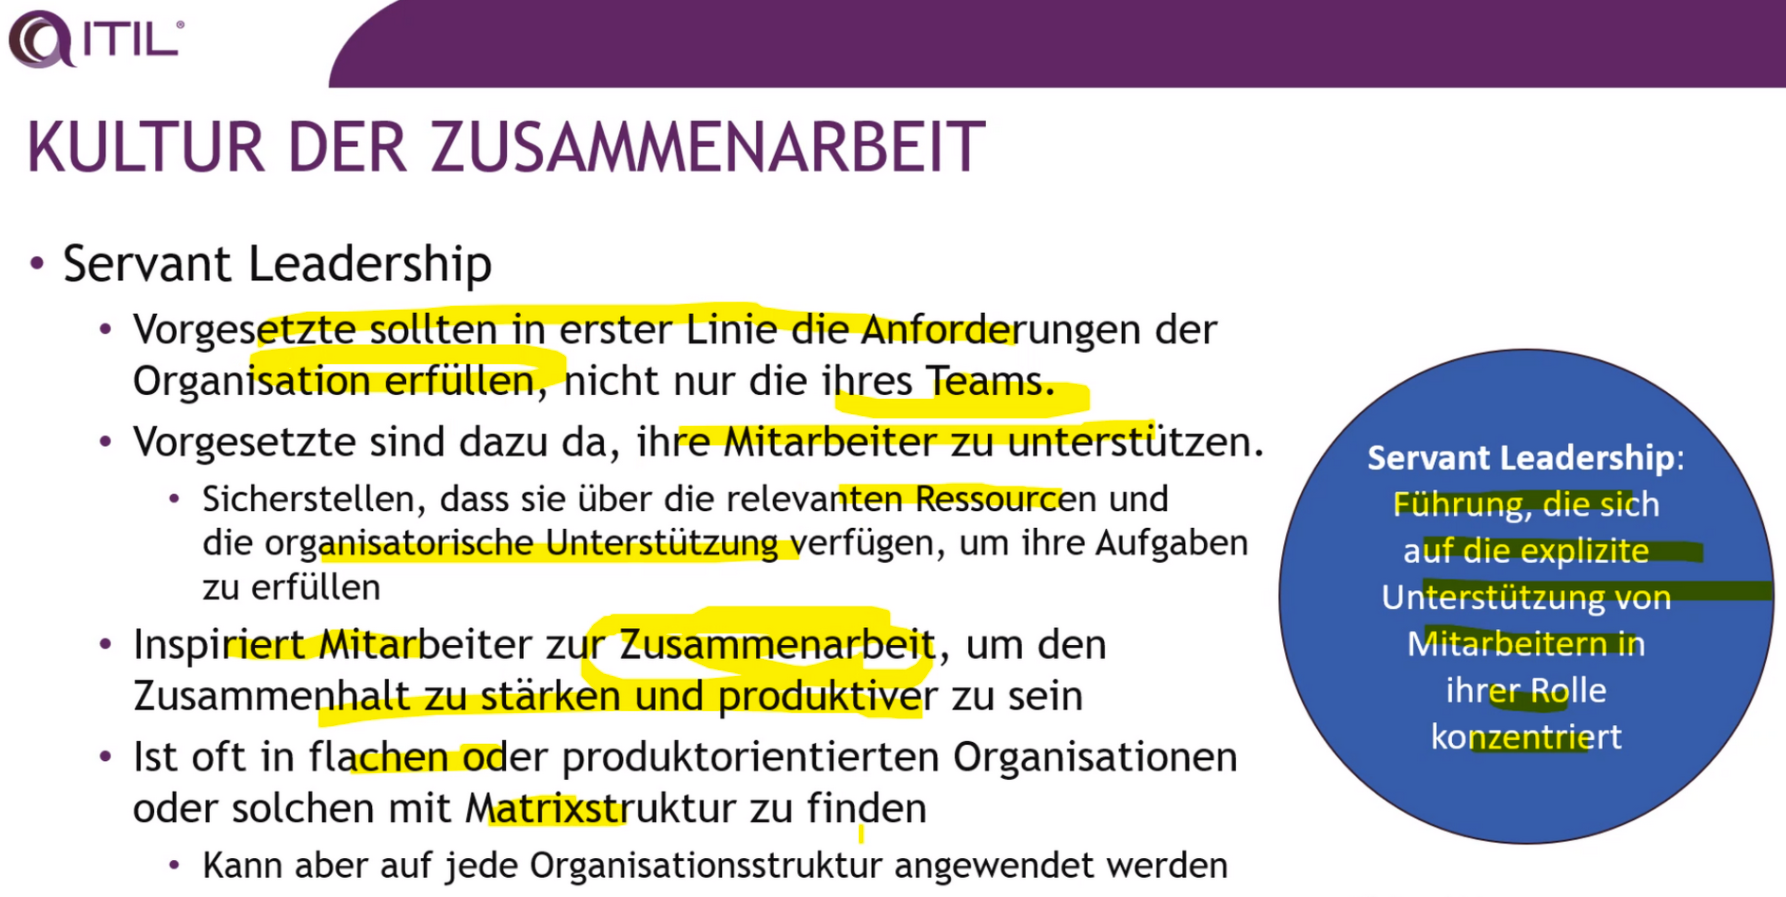 ITIL®
KULTUR DER ZUSAMMENARBEIT
• Servant Leadership
• Vorgesetzte sollten in erster Linie die Anforderungen der
Organisation erfüllen, nicht nur die ihres Teams.
• Vorgesetzte sind dazu da, ihre Mitarbeiter zu unterstützen.
• Sicherstellen, dass sie über die relevanten Ressourcen und
die organisatorische Unterstützung verfügen, um ihre Aufgaben
zu erfüllen
• Inspiriert Mitarbeiter zur Zusammenarbeit, um den
Zusammenhalt zu stärken und produktiver zu sein
• Ist oft in flachen oder produktorientierten Organisationen
oder solchen mit Matrixstruktur zu finden
• Kann aber auf jede Organisationsstruktur angewendet werden
Servant Leadership:
Führung, die sich
auf die explizite
Unterstützung von
Mitarbeitern in
ihrer Rolle
konzentriert